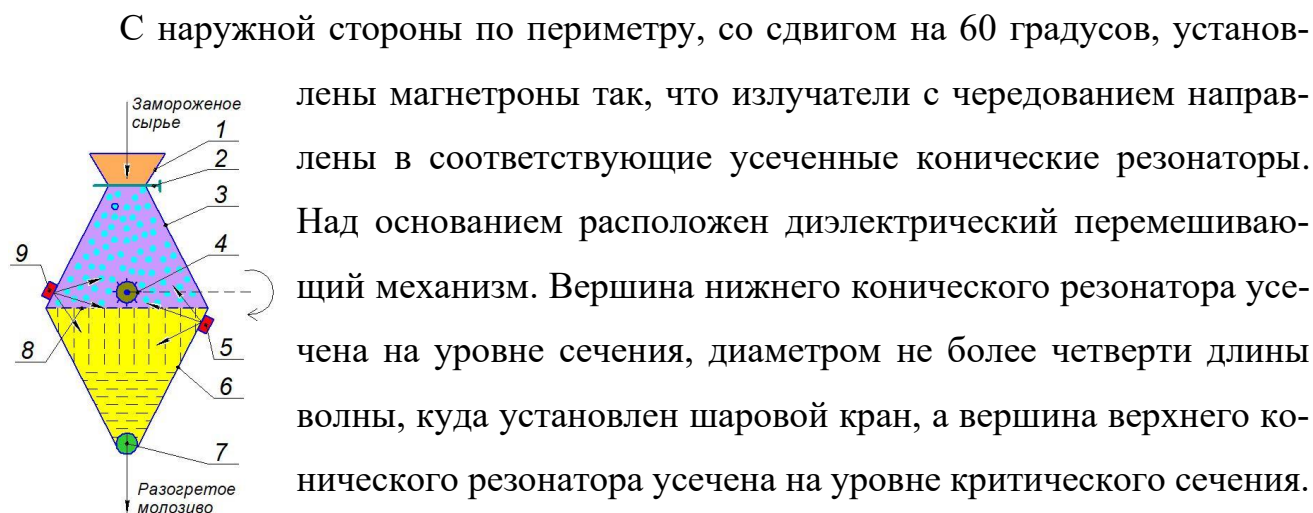 С наружной стороны по периметру, со сдвигом на 60 градусов, установ-
лены магнетроны так, что излучатели с чередованием направ-
лены в соответствующие усеченные конические резонаторы.
Над основанием расположен диэлектрический перемешиваю-
щий механизм. Вершина нижнего конического резонатора усе-
чена на уровне сечения, диаметром не более четверти длины
волны, куда установлен шаровой кран, а вершина верхнего ко-
нического резонатора усечена на уровне критического сечения.
Замороженое
сырье
1
2
3
4
9
8
5
6
7
Разогретое
молозиво